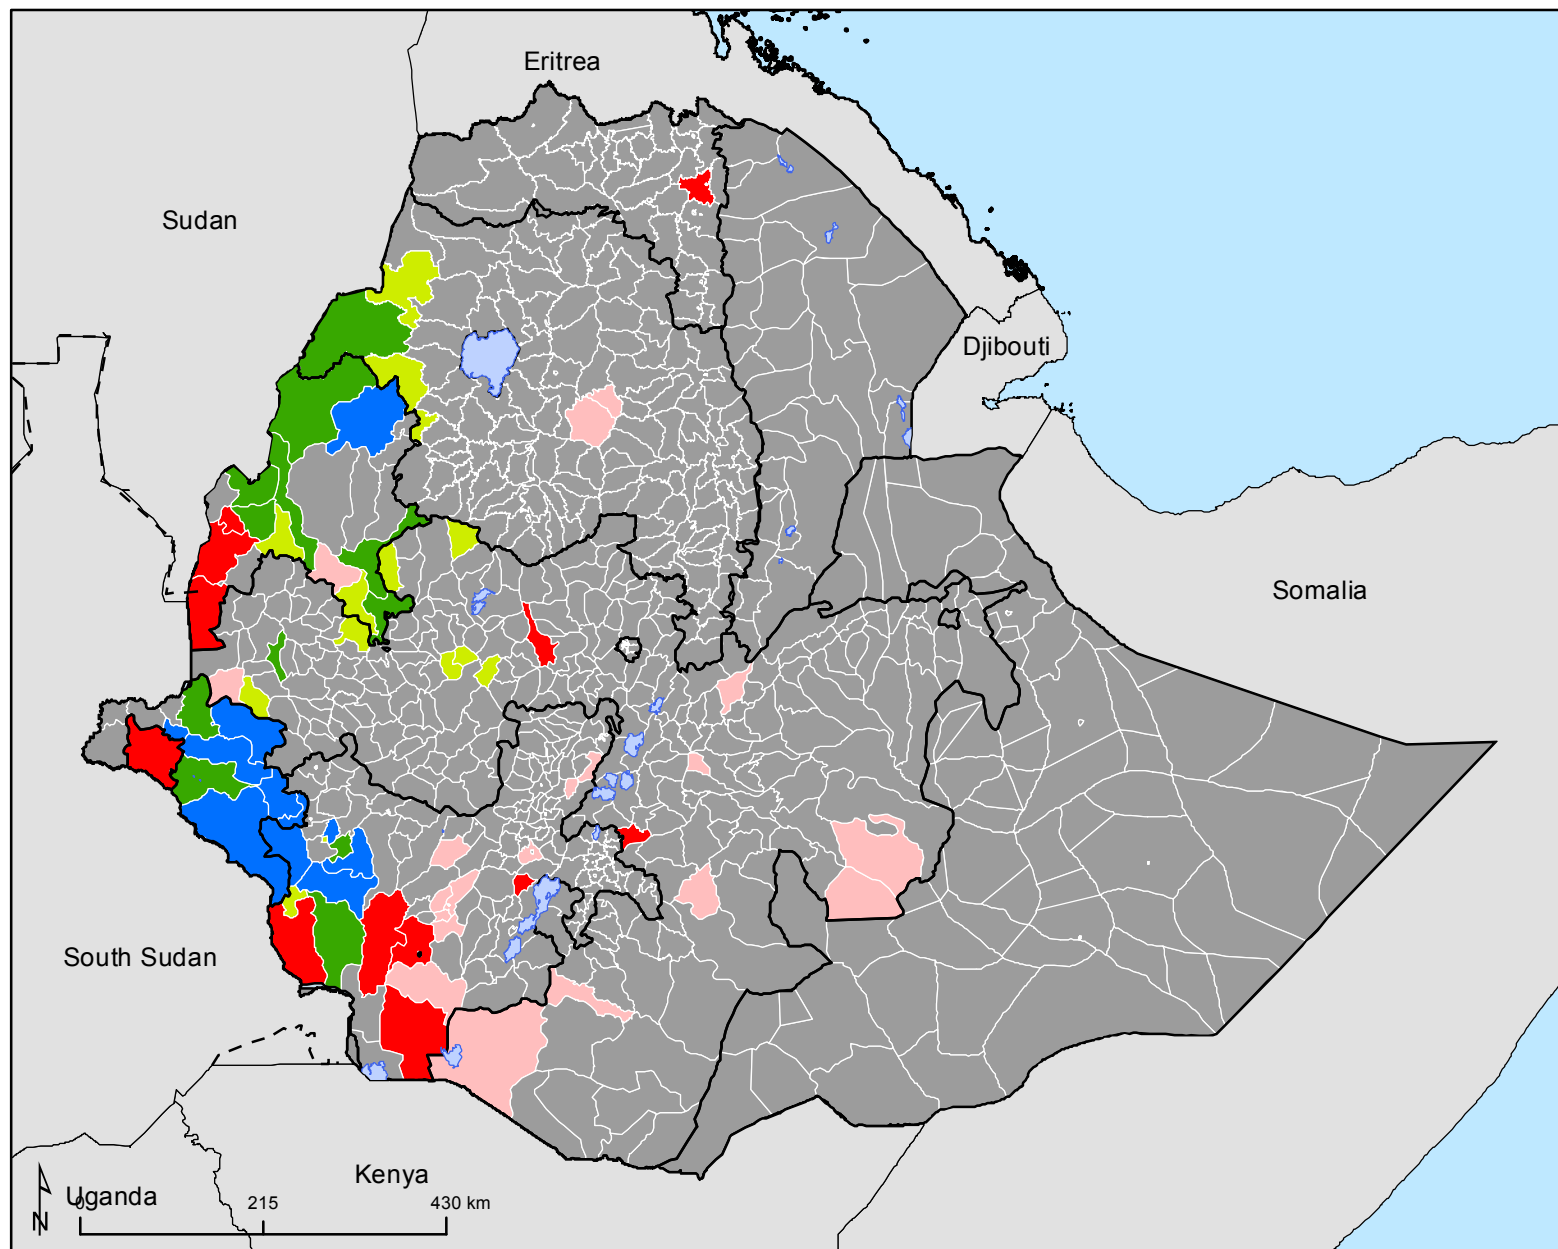 Eritrea
Sudan
Djibouti
Somalia
South Sudan
Kenya
Uganda
0 215 430 km
N